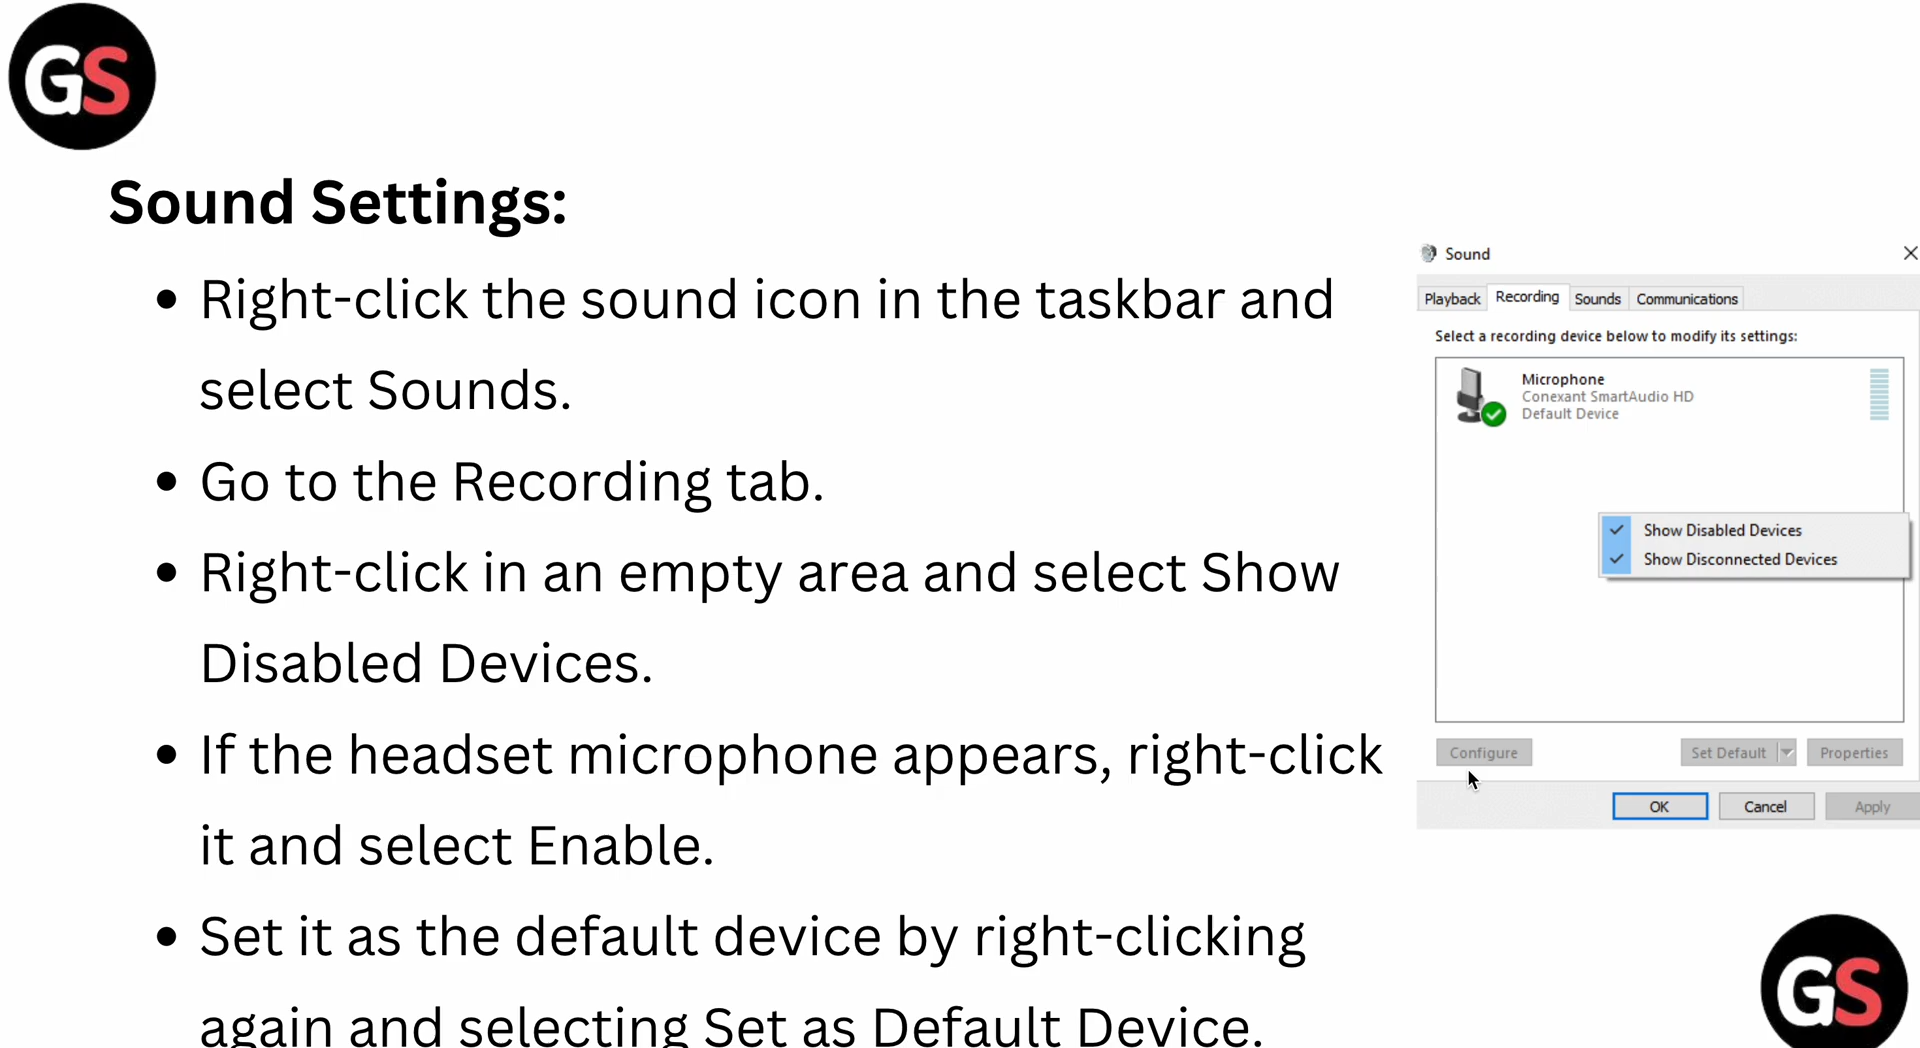 GS
Sound Settings:
• Right-click the sound icon in the taskbar and
select Sounds.
• Go to the Recording tab.
• Right-click in an empty area and select Show
Disabled Devices.
• If the headset microphone appears, right-click
it and select Enable.
• Set it as the default device by right-clicking
again and selecting Set as Default Device.
Sound
Playback Recording Sounds Communications
Select a recording device below to modify its settings:
Microphone
Conexant SmartAudio HD
Default Device
Show Disabled Devices
Show Disconnected Devices
Configure Set Default Properties
OK Cancel Apply
GS